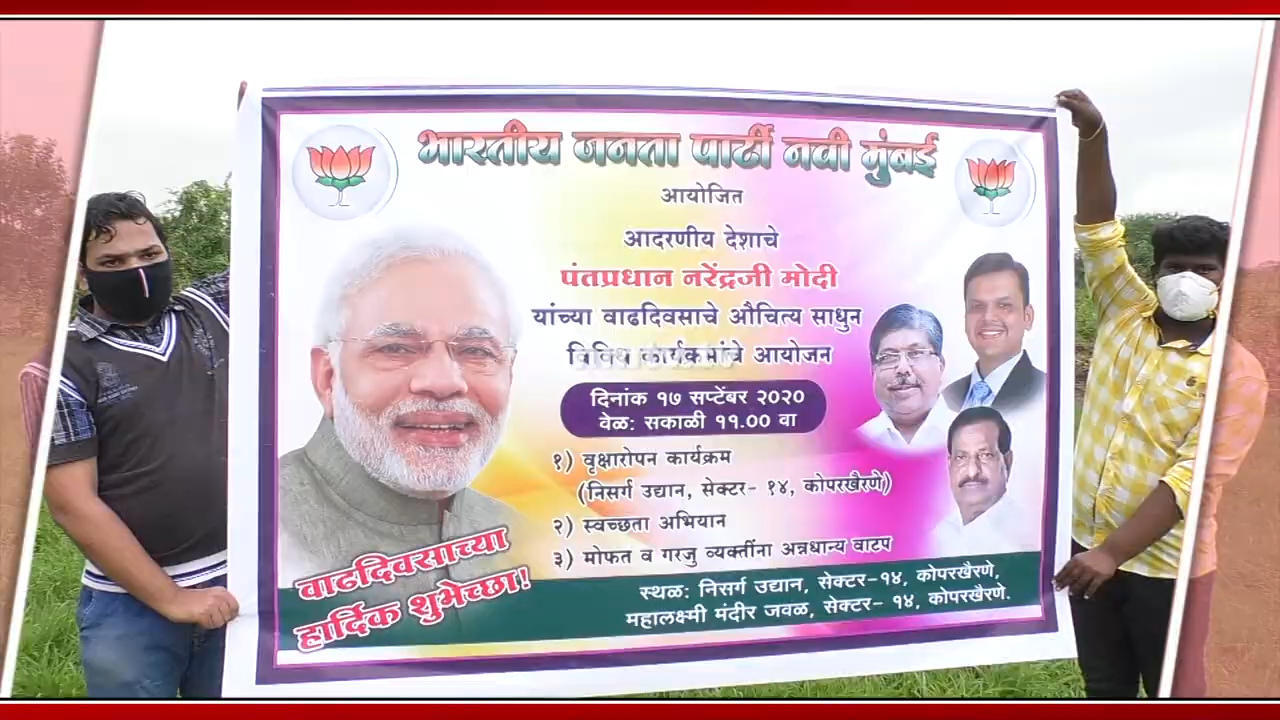 भारतीय जनता पार्टी नवी मुंबई
आयोजित
आदरणीय देशाचे
पंतप्रधान नरेंद्रजी मोदी
यांच्या वाढदिवसाचे औचित्य साधुन
विविध कार्यक्रमांचे आयोजन
दिनांक १७ सप्टेंबर २०२०
वेळ: सकाळी ११.०० वा
१) वृक्षारोपन कार्यक्रम
(निसर्ग उद्यान, सेक्टर- १४, कोपरखैरणे)
२) स्वच्छता अभियान
३) मोफत व गरजु व्यक्तींना अन्नधान्य वाटप
वाढदिवसाच्या
हार्दिक शुभेच्छा!
स्थळ: निसर्ग उद्यान, सेक्टर-१४, कोपरखैरणे,
महालक्ष्मी मंदीर जवळ, सेक्टर- १४, कोपरखैरणे.